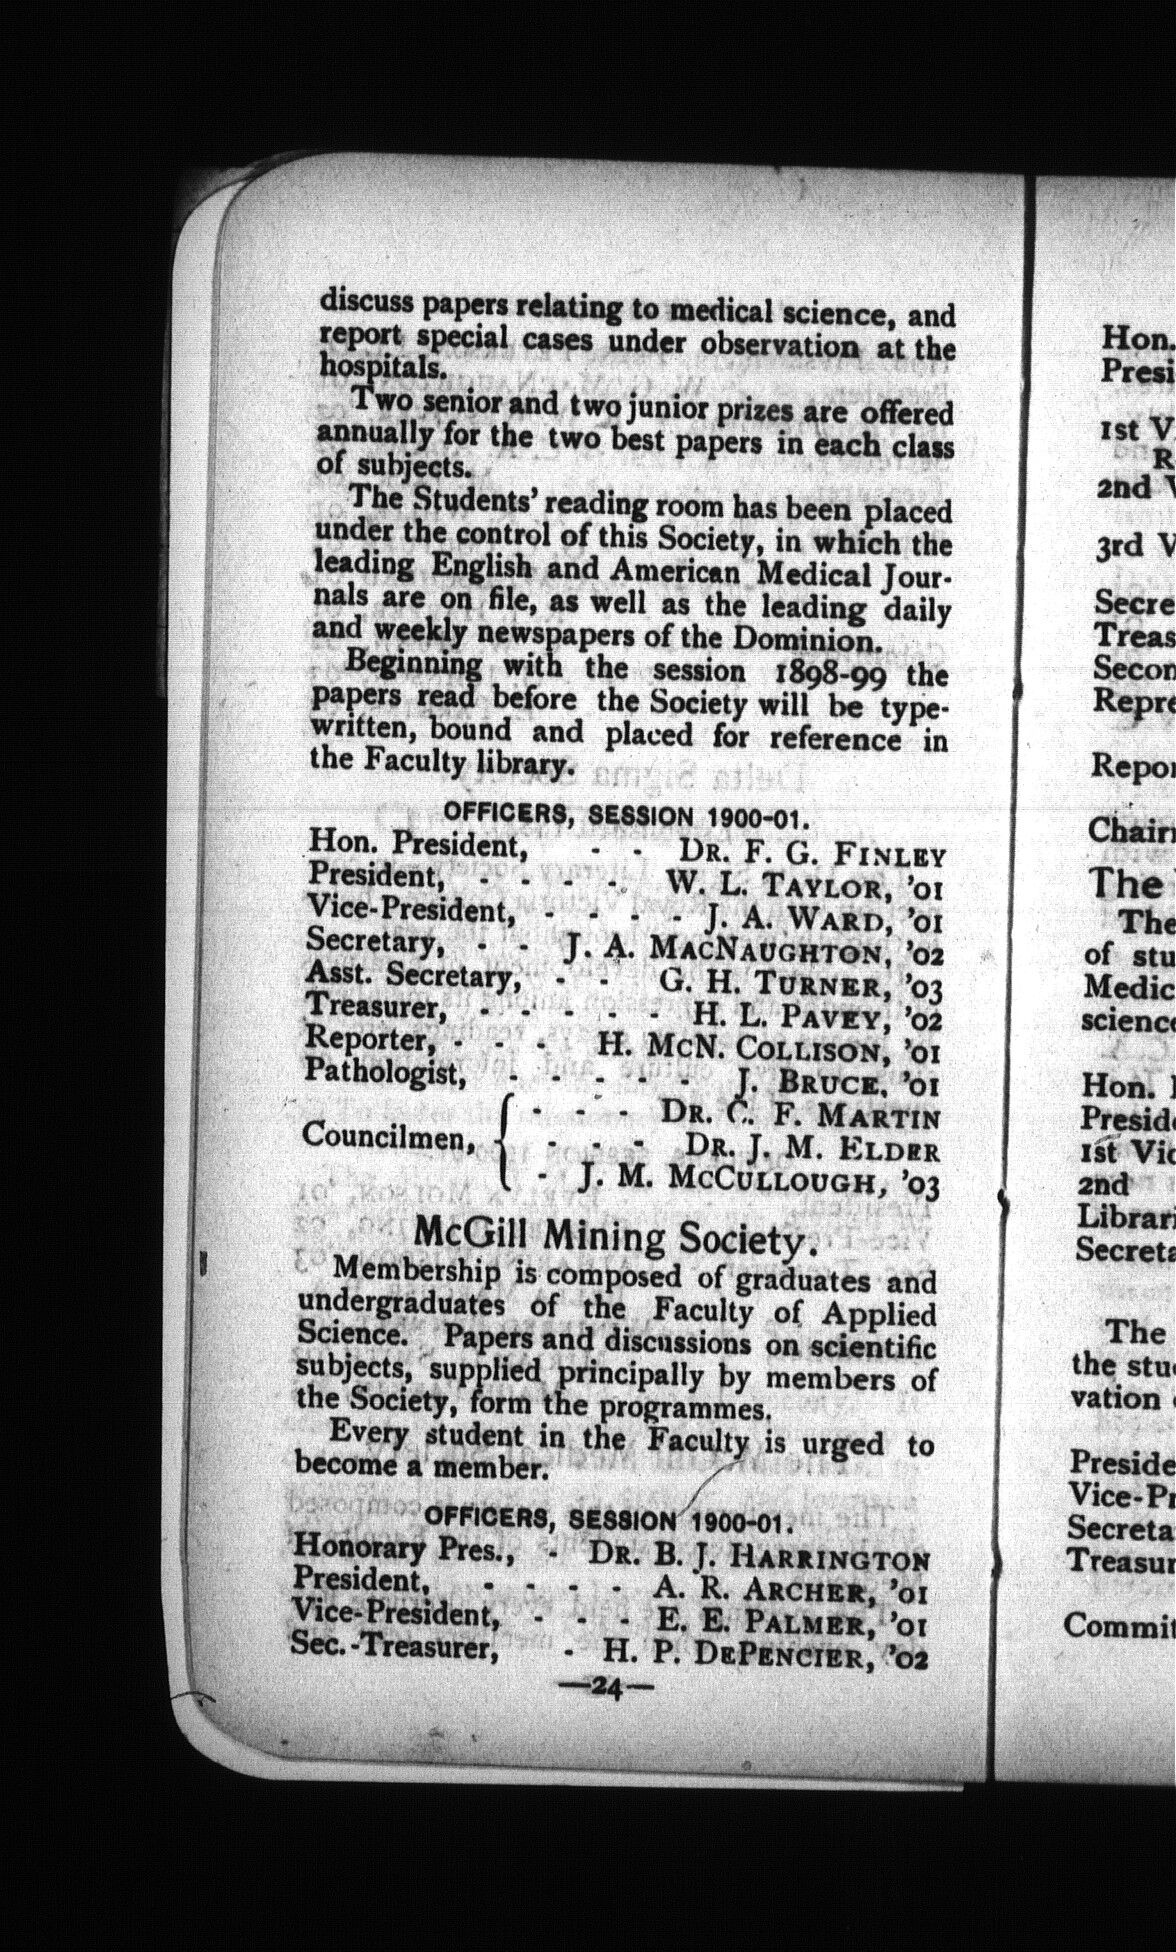 discuss papers relating to medical science, and
report special cases under observation at the
hospitals.
Two senior and two junior prizes are offered
annually for the two best papers in each class
of subjects.
The Students' reading room has been placed
under the control of this Society, in which the
leading English and American Medical Jour-
nals are on file, as well as the leading daily
and weekly newspapers of the Dominion.
Beginning with the session 1898-99 the
papers read before the Society will be type-
written, bound and placed for reference in
the Faculty library.
OFFICERS, SESSION 1900-01.
Hon. President, - - DR. F. G. FINLEY
President, - - - - W. L. TAYLOR, '01
Vice-President, - - - - J. A. WARD, '01
Secretary, - - J. A. MACNAUGHTON, '02
Asst. Secretary, - - G. H. TURNER, '03
Treasurer, - - - - - H. L. PAVEY, '02
Reporter, - - - H. MCN. COLLISON, '01
Pathologist, - - - - - J. BRUCE, '01
- - - DR. C. F. MARTIN
Councilmen, { - - - DR. J. M. ELDER
- J. M. MCCULLOUGH, '03
McGill Mining Society.
Membership is composed of graduates and
undergraduates of the Faculty of Applied
Science. Papers and discussions on scientific
subjects, supplied principally by members of
the Society, form the programmes.
Every student in the Faculty is urged to
become a member.
OFFICERS, SESSION 1900-01.
Honorary Pres., - DR. B. J. HARRINGTON
President, - - - - A. R. ARCHER, '01
Vice-President, - - - E. E. PALMER, '01
Sec.-Treasurer, - H. P. DEPENCIER, '02
—24—
Hon.
Presi
1st V
R
2nd V
3rd V
Secre
Treas
Secon
Repre
Repor
Chair
The
The
of stu
Medic
science
Hon.
Preside
1st Vic
2nd
Librari
Secreta
The
the stu
vation
Preside
Vice-Pr
Secreta
Treasur
Commit